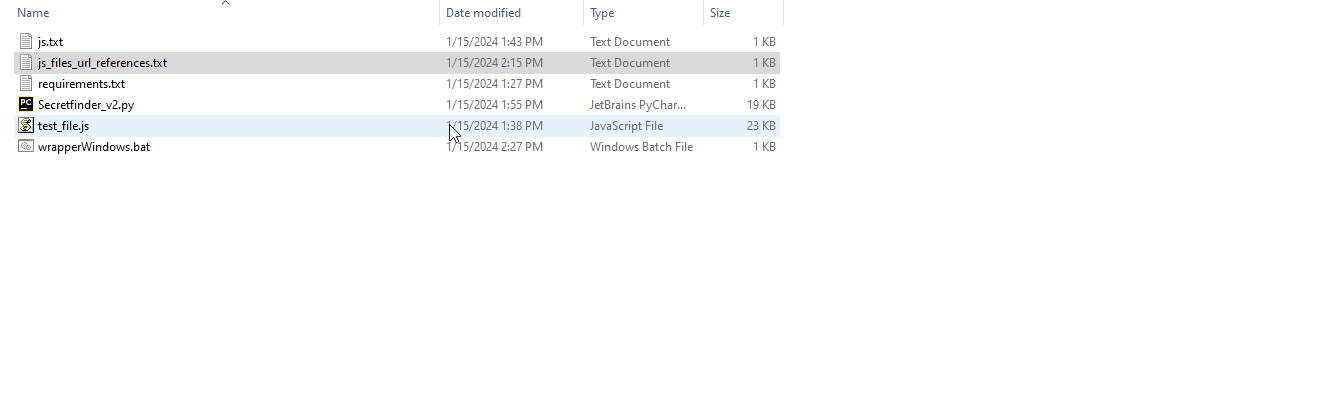 Name Date modified Type Size
js.txt 1/15/2024 1:43 PM Text Document 1 KB
js_files_url_references.txt 1/15/2024 2:15 PM Text Document 1 KB
requirements.txt 1/15/2024 1:27 PM Text Document 1 KB
PC Secretfinder_v2.py 1/15/2024 1:55 PM JetBrains PyChar... 19 KB
test_file.js 1/15/2024 1:38 PM JavaScript File 23 KB
wrapperWindows.bat 1/15/2024 2:27 PM Windows Batch File 1 KB